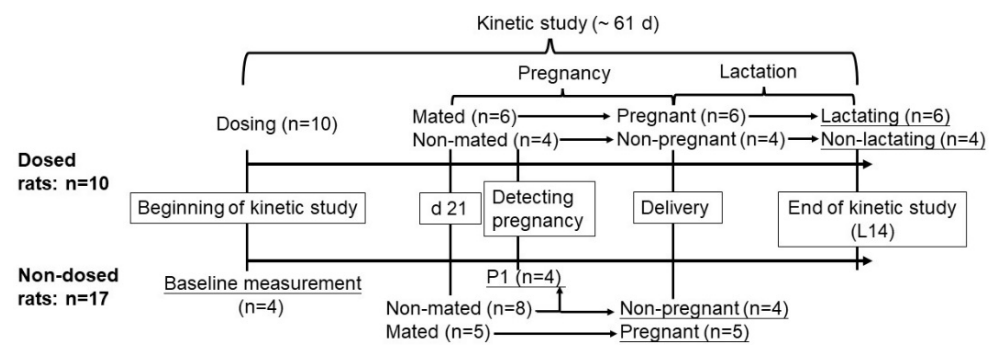 Kinetic study (~ 61 d)
Pregnancy
Lactation
Dosing (n=10)
Mated (n=6)
Pregnant (n=6)
Lactating (n=6)
Non-mated (n=4)
Non-pregnant (n=4)
Non-lactating (n=4)
Dosed
rats: n=10
Beginning of kinetic study
d 21
Detecting
pregnancy
Delivery
End of kinetic study
(L14)
Non-dosed
rats: n=17
Baseline measurement
(n=4)
P1 (n=4)
Non-mated (n=8)
Non-pregnant (n=4)
Mated (n=5)
Pregnant (n=5)